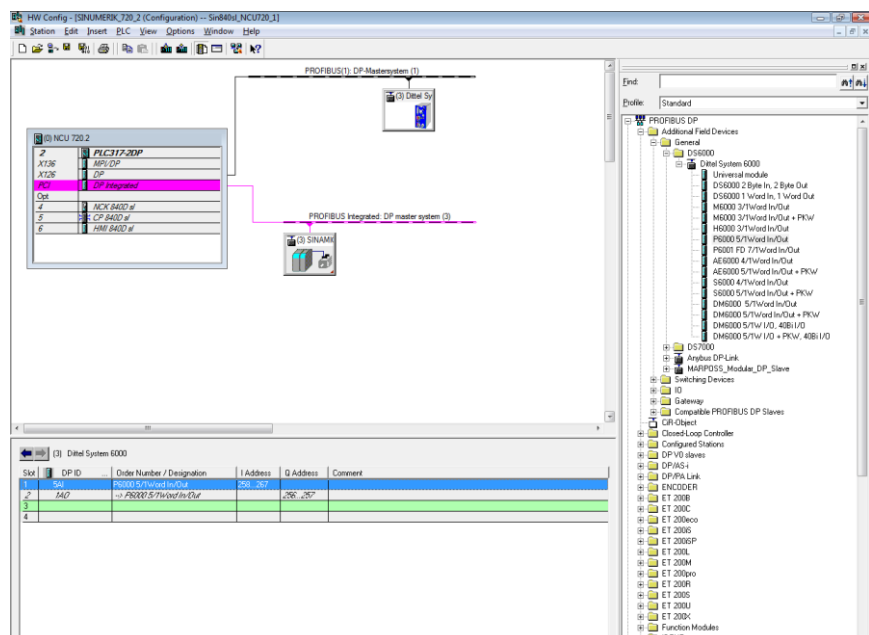 HW Config - [SINUMERIK_720_2 (Configuration) -- Sin840sl_NCU720_1]
Station Edit Insert PLC View Options Window Help
PROFIBUS(1): DP-Mastersystem (1)
(3) Dittel Sy
(0) NCU 720.2
2 PLC317-2DP
X136 MPI/DP
X126 DP
PCI DP Integrated
Opt
4 NCK 840D sl
5 CP 840D sl
6 HMI 840D sl
PROFIBUS Integrated: DP master system (3)
(3) SINAM
(3) Dittel System 6000
Slot DP ID ... Order Number / Designation I Address Q Address Comment
1 5AI P6000 5/1Word In/Out 258...267
2 1AO --> P6000 5/1Word In/Out 256...257
3
4
Find:
Profile: Standard
PROFIBUS DP
Additional Field Devices
General
DS6000
Dittel System 6000
Universal module
DS6000 2 Byte In, 2 Byte Out
DS6000 1 Word In, 1 Word Out
M6000 3/1Word In/Out
M6000 3/1Word In/Out + PKW
H6000 3/1Word In/Out
P6000 5/1Word In/Out
P6001 FD 7/1Word In/Out
AE6000 4/1Word In/Out
AE6000 5/1Word In/Out + PKW
S6000 4/1Word In/Out
S6000 5/1Word In/Out + PKW
DM6000 5/1Word In/Out
DM6000 5/1Word In/Out + PKW
DM6000 5/1W I/O, 40Bi I/O
DM6000 5/1W I/O + PKW, 40Bi I/O
DS7000
Anybus DP-Link
MARPOSS_Modular_DP_Slave
Switching Devices
IO
Gateway
Compatible PROFIBUS DP Slaves
CiR-Object
Closed-Loop Controller
Configured Stations
DP V0 slaves
DP/AS-i
DP/PA Link
ENCODER
ET 200B
ET 200C
ET 200eco
ET 200iS
ET 200iSP
ET 200L
ET 200M
ET 200pro
ET 200R
ET 200S
ET 200U
ET 200X
Function Modules